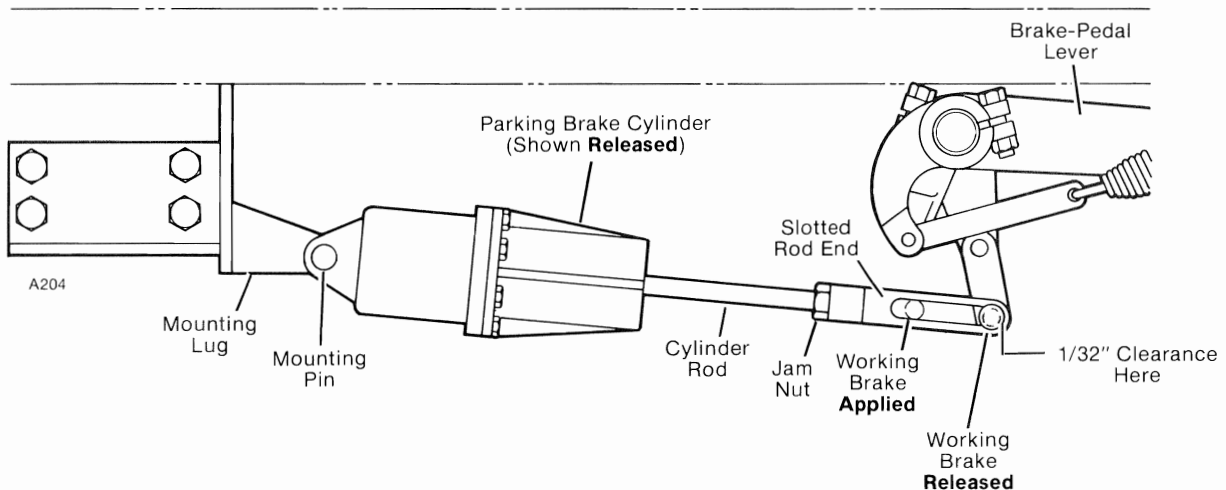 Brake-Pedal
Lever
Parking Brake Cylinder
(Shown Released)
Slotted
Rod End
A204
Mounting
Lug
Mounting
Pin
Cylinder
Rod
Jam
Nut
Working
Brake
Applied
1/32" Clearance
Here
Working
Brake
Released